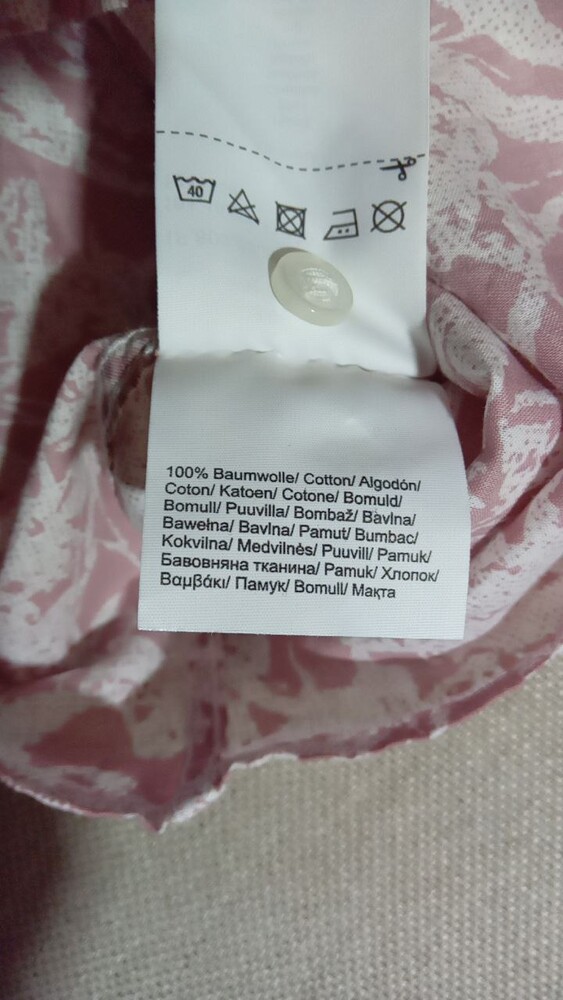 40
100% Baumwolle/ Cotton/ Algodón/
Coton/ Katoen/ Cotone/ Bomuld/
Bomull/ Puuvilla/ Bombaž/ Bavlna/
Bawełna/ Bavlna/ Pamut/ Bumbac/
Kokvilna/ Medvilnės/ Puuvill/ Pamuk/
Бавовняна тканина/ Pamuk/ Хлопок/
Βαμβάκι/ Памук/ Bomull/ Мақта